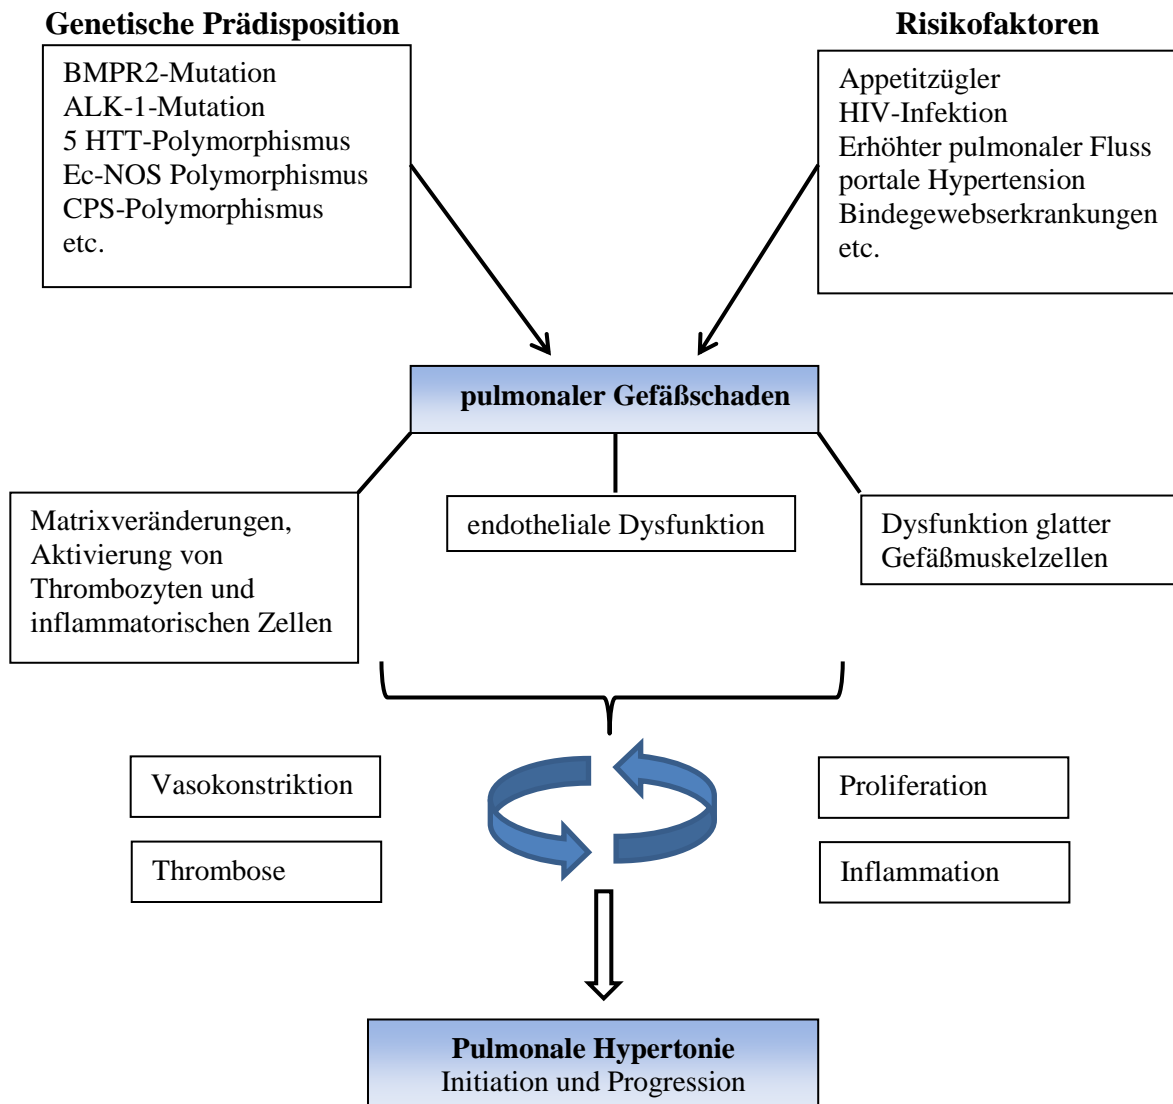 Genetische Prädisposition
BMPR2-Mutation
ALK-1-Mutation
5 HTT-Polymorphismus
Ec-NOS Polymorphismus
CPS-Polymorphismus
etc.
Risikofaktoren
Appetitzügler
HIV-Infektion
Erhöhter pulmonaler Fluss
portale Hypertension
Bindegewebserkrankungen
etc.
pulmonaler Gefäßschaden
Matrixveränderungen,
Aktivierung von
Thrombozyten und
inflammatorischen Zellen
endotheliale Dysfunktion
Dysfunktion glatter
Gefäßmuskelzellen
Vasokonstriktion
Thrombose
Proliferation
Inflammation
Pulmonale Hypertonie
Initiation und Progression